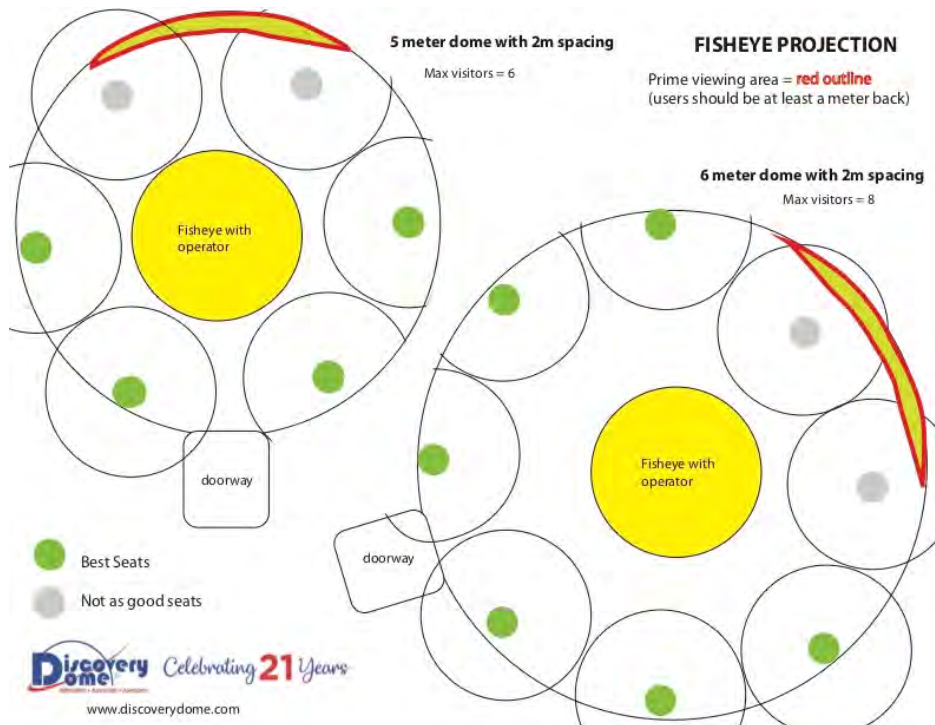 5 meter dome with 2m spacing
Max visitors = 6
FISHEYE PROJECTION
Prime viewing area = red outline
(users should be at least a meter back)
6 meter dome with 2m spacing
Max visitors = 8
Fisheye with
operator
doorway
Fisheye with
operator
doorway
Best Seats
Not as good seats
Discovery
Dome
Celebrating 21 Years
www.discoverydome.com